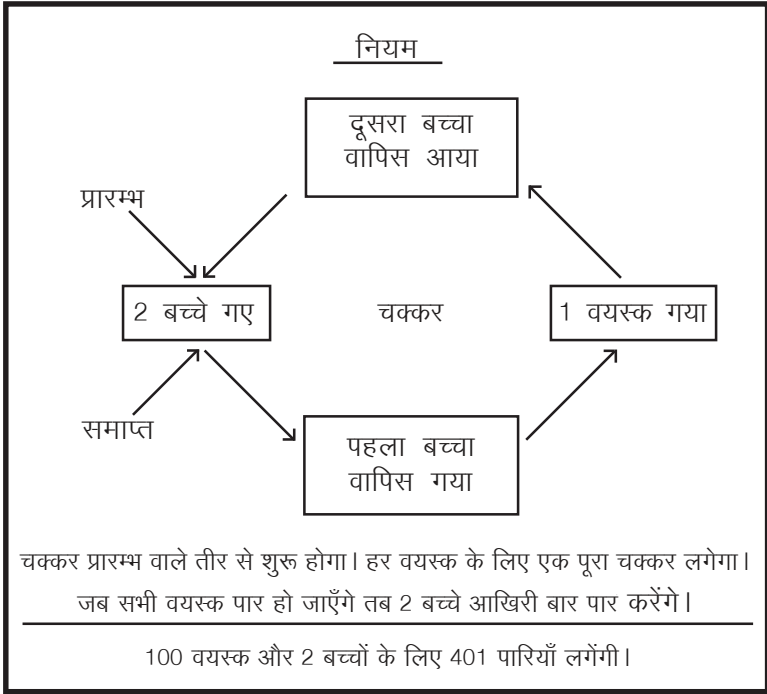 नियम
दूसरा बच्चा
वापिस आया
प्रारम्भ
2 बच्चे गए
चक्कर
1 वयस्क गया
समाप्त
पहला बच्चा
वापिस गया
चक्कर प्रारम्भ वाले तीर से शुरू होगा। हर वयस्क के लिए एक पूरा चक्कर लगेगा।
जब सभी वयस्क पार हो जाएँगे तब 2 बच्चे आखिरी बार पार करेंगे।
100 वयस्क और 2 बच्चों के लिए 401 पारियाँ लगेंगी।